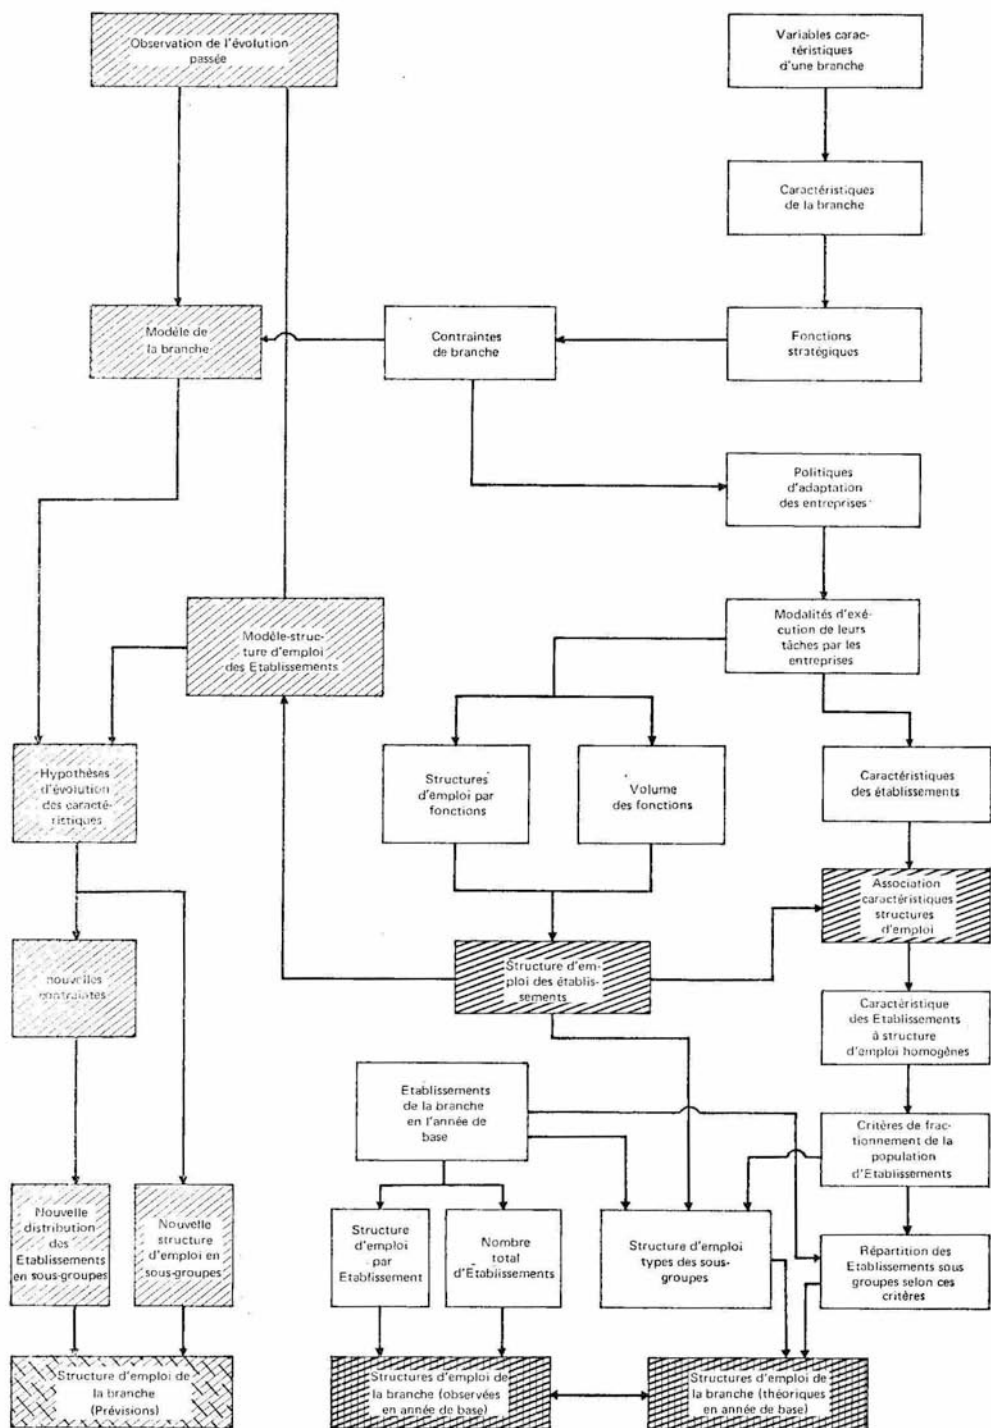 Observation de l'évolution
passée
Variables carac-
téristiques
d'une branche
Caractéristiques
de la branche
Modèle de
la branche
Contraintes
de branche
Fonctions
stratégiques
Politiques
d'adaptation
des entreprises
Modèle-struc-
ture d'emploi
des Etablissements
Modalités d'exé-
cution de leurs
tâches par les
entreprises
Hypothèses
d'évolution
des caracté-
ristiques
Structures
d'emploi par
fonctions
Volume
des fonctions
Caractéristiques
des établissements
Association
caractéristiques
structures
d'emploi
nouvelles
contraintes
Structure d'em-
ploi des établis-
sements
Caractéristique
des Etablissements
à structure
d'emploi homogènes
Etablissements
de la branche
en l'année de
base
Critères de frac-
tionnement de la
population
d'Etablissements
Nouvelle
distribution
des
Etablissements
en sous-groupes
Nouvelle
structure
d'emploi en
sous-groupes
Structure
d'emploi
par
Etablissement
Nombre
total
d'Etablissements
Structure d'emploi
types des sous-
groupes
Répartition des
Etablissements sous
groupes selon ces
critères
Structure d'emploi de
la branche
(Prévisions)
Structures d'emploi de
la branche (observées
en année de base)
Structures d'emploi de
la branche (théoriques
en année de base)